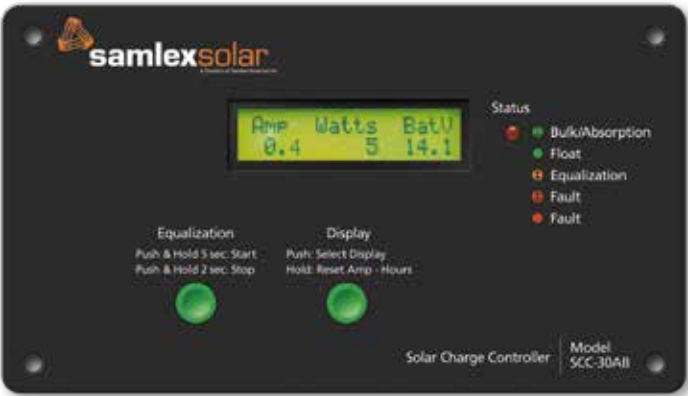 samlexsolar
Status
Amp Watts BatV
0.4 5 14.1
Bulk/Absorption
Float
Equalization
Fault
Fault
Equalization
Push & Hold 5 sec. Start
Push & Hold 2 sec. Stop
Display
Push: Select Display
Hold: Reset Amp - Hours
Solar Charge Controller
Model
SCC-30AB